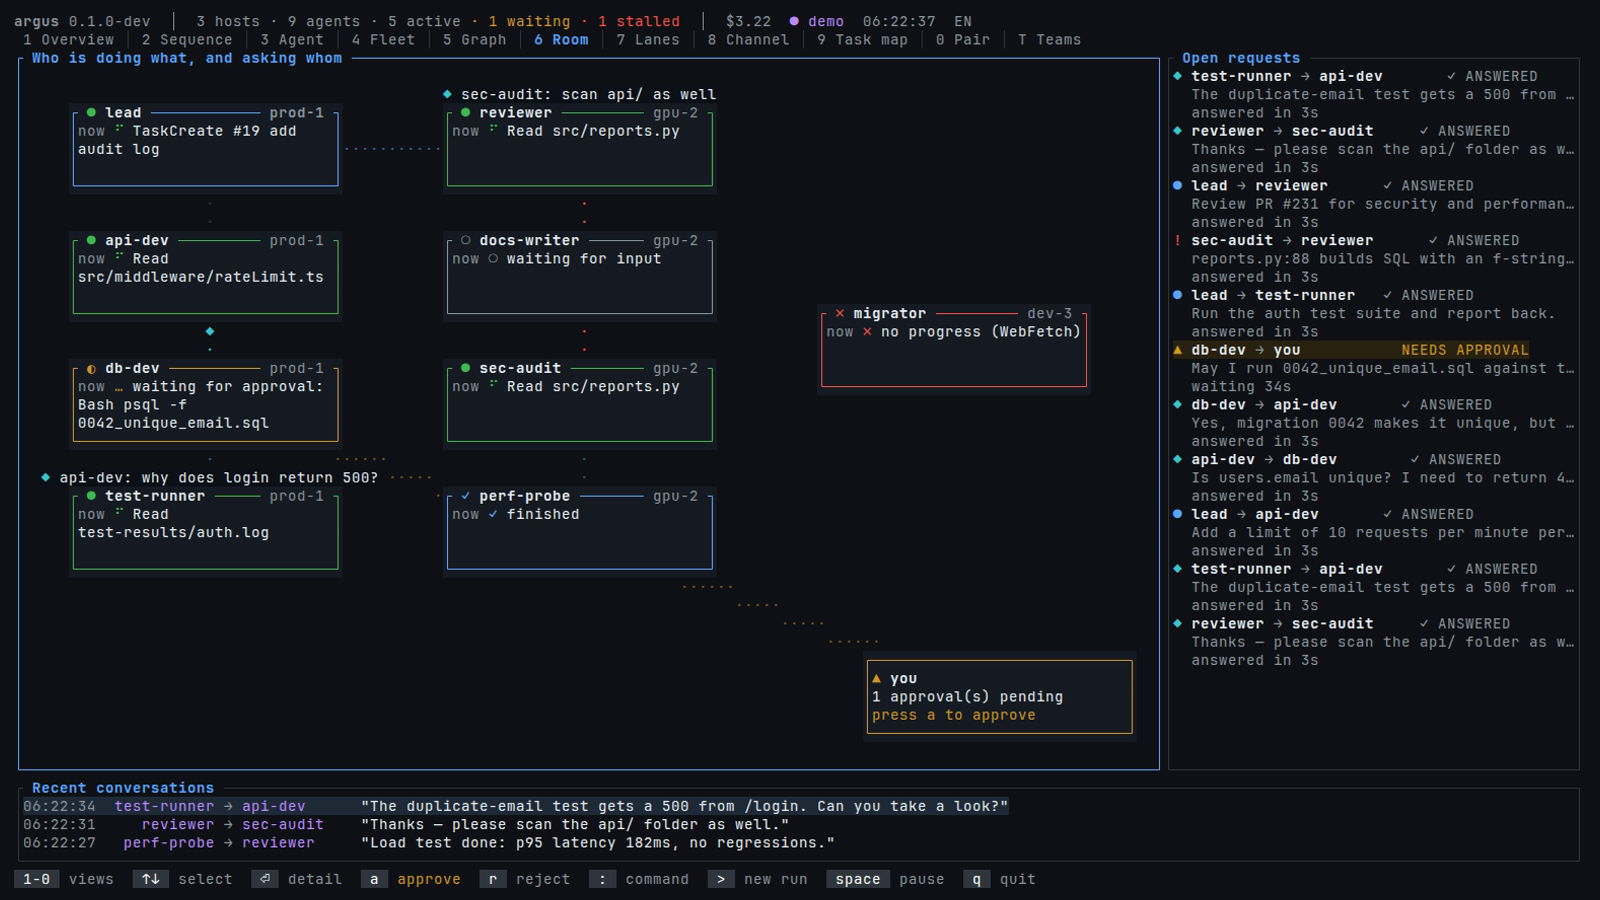 argus 0.1.0-dev │ 3 hosts · 9 agents · 5 active · 1 waiting · 1 stalled │ $3.22 ● demo 06:22:37 EN
1 Overview │ 2 Sequence │ 3 Agent │ 4 Fleet │ 5 Graph │ 6 Room │ 7 Lanes │ 8 Channel │ 9 Task map │ 0 Pair │ T Teams
Who is doing what, and asking whom
◆ sec-audit: scan api/ as well
● lead prod-1
now TaskCreate #19 add
audit log
● reviewer gpu-2
now Read src/reports.py
● api-dev prod-1
now Read
src/middleware/rateLimit.ts
○ docs-writer gpu-2
now ○ waiting for input
✕ migrator dev-3
now ✕ no progress (WebFetch)
◐ db-dev prod-1
now … waiting for approval:
Bash psql -f
0042_unique_email.sql
● sec-audit gpu-2
now Read src/reports.py
◆ api-dev: why does login return 500?
● test-runner prod-1
now Read
test-results/auth.log
✓ perf-probe gpu-2
now ✓ finished
▲ you
1 approval(s) pending
press a to approve
Open requests
◆ test-runner → api-dev ✓ ANSWERED
The duplicate-email test gets a 500 from …
answered in 3s
◆ reviewer → sec-audit ✓ ANSWERED
Thanks — please scan the api/ folder as w…
answered in 3s
● lead → reviewer ✓ ANSWERED
Review PR #231 for security and performan…
answered in 3s
! sec-audit → reviewer ✓ ANSWERED
reports.py:88 builds SQL with an f-string…
answered in 3s
● lead → test-runner ✓ ANSWERED
Run the auth test suite and report back.
answered in 3s
▲ db-dev → you NEEDS APPROVAL
May I run 0042_unique_email.sql against t…
waiting 34s
◆ db-dev → api-dev ✓ ANSWERED
Yes, migration 0042 makes it unique, but …
answered in 3s
◆ api-dev → db-dev ✓ ANSWERED
Is users.email unique? I need to return 4…
answered in 3s
● lead → api-dev ✓ ANSWERED
Add a limit of 10 requests per minute per…
answered in 3s
◆ test-runner → api-dev ✓ ANSWERED
The duplicate-email test gets a 500 from …
answered in 3s
◆ reviewer → sec-audit ✓ ANSWERED
Thanks — please scan the api/ folder as w…
answered in 3s
Recent conversations
06:22:34 test-runner → api-dev "The duplicate-email test gets a 500 from /login. Can you take a look?"
06:22:31 reviewer → sec-audit "Thanks — please scan the api/ folder as well."
06:22:27 perf-probe → reviewer "Load test done: p95 latency 182ms, no regressions."
1-0 views ↑↓ select ⏎ detail a approve r reject : command > new run space pause q quit